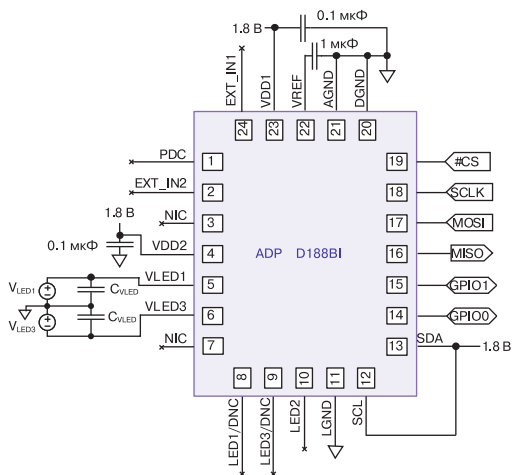 1.8 В
0.1 мкФ
1 мкФ
EXT_IN1
VDD1
VREF
AGND
DGND
24
23
22
21
20
PDC
1
19
#CS
EXT_IN2
2
18
SCLK
NIC
3
17
MOSI
1.8 В
0.1 мкФ
VDD2
4
ADP D188BI
16
MISO
VLED1
5
15
GPIO1
VLED1
CVLED
VLED3
6
14
GPIO0
VLED3
CVLED
NIC
7
13
SDA
1.8 В
8
9
10
11
12
LED1/DNC
LED3/DNC
LED2
LGND
SCL